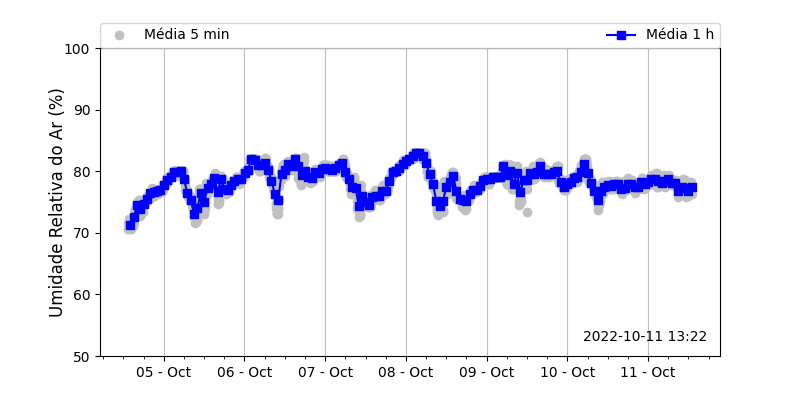 Média 5 min
Média 1 h
Umidade Relativa do Ar (%)
100
90
80
70
60
50
2022-10-11 13:22
05 - Oct
06 - Oct
07 - Oct
08 - Oct
09 - Oct
10 - Oct
11 - Oct